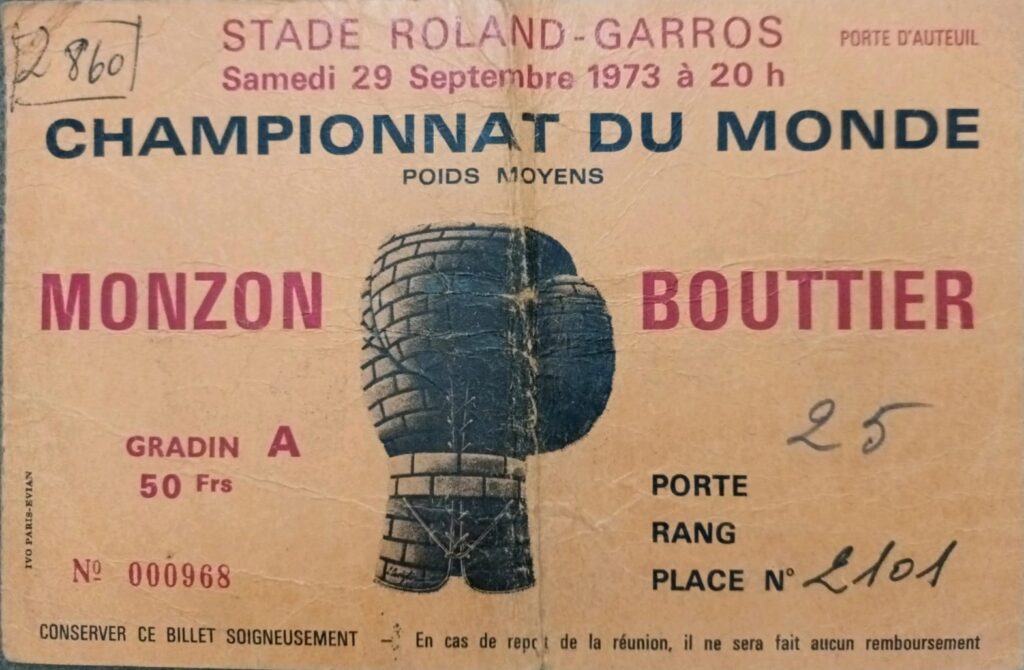 2 860
STADE ROLAND-GARROS
PORTE D'AUTEUIL
Samedi 29 Septembre 1973 à 20 h
CHAMPIONNAT DU MONDE
POIDS MOYENS
MONZON
BOUTTIER
GRADIN A
50 Frs
25
PORTE
RANG
PLACE N° 2101
Nº 000968
IVO PARIS-EVIAN
CONSERVER CE BILLET SOIGNEUSEMENT — En cas de report de la réunion, il ne sera fait aucun remboursement